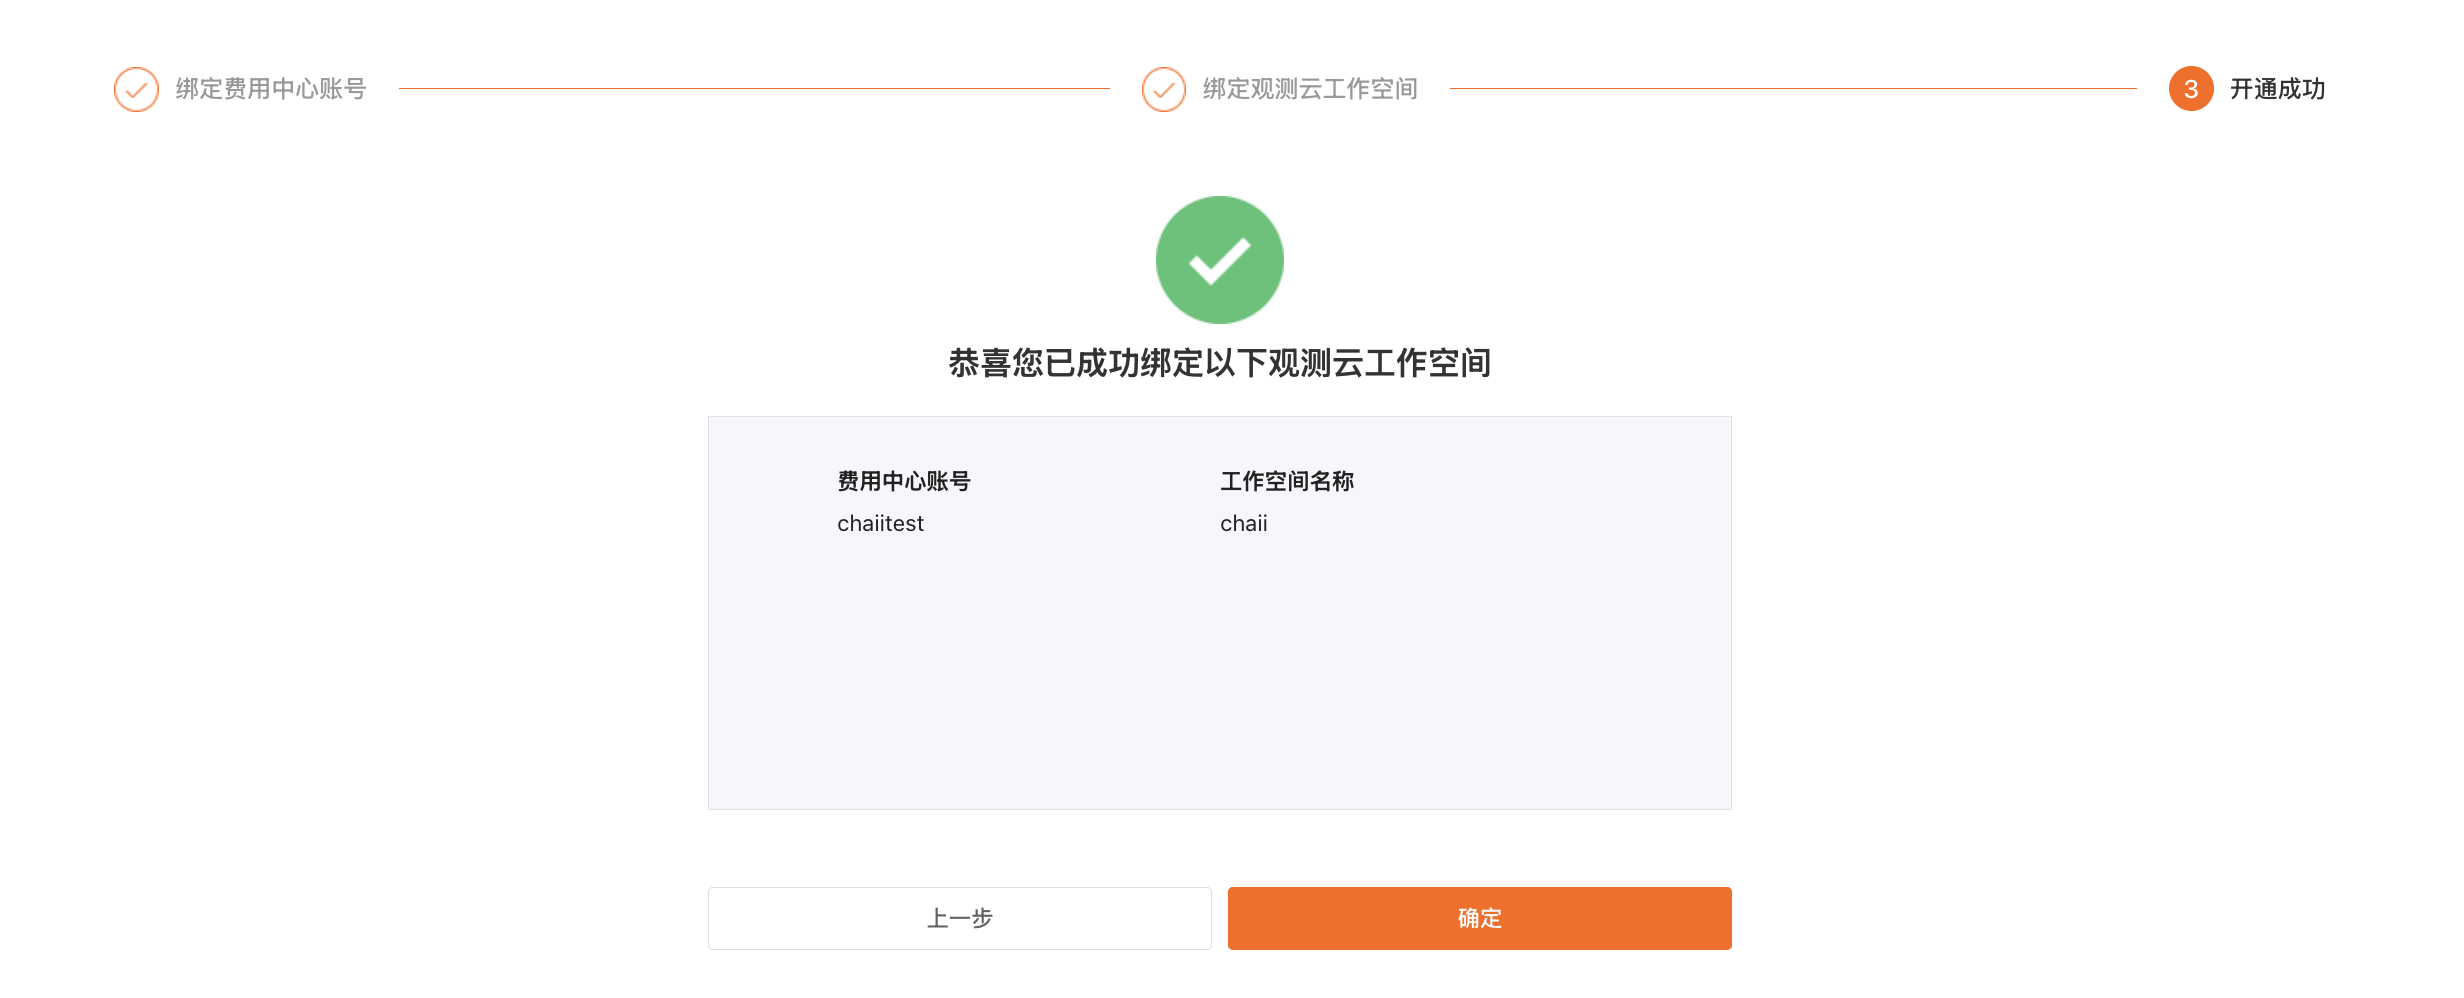 绑定费用中心账号
绑定观测云工作空间
3 开通成功
恭喜您已成功绑定以下观测云工作空间
费用中心账号 工作空间名称
chaiitest chaii
上一步 确定